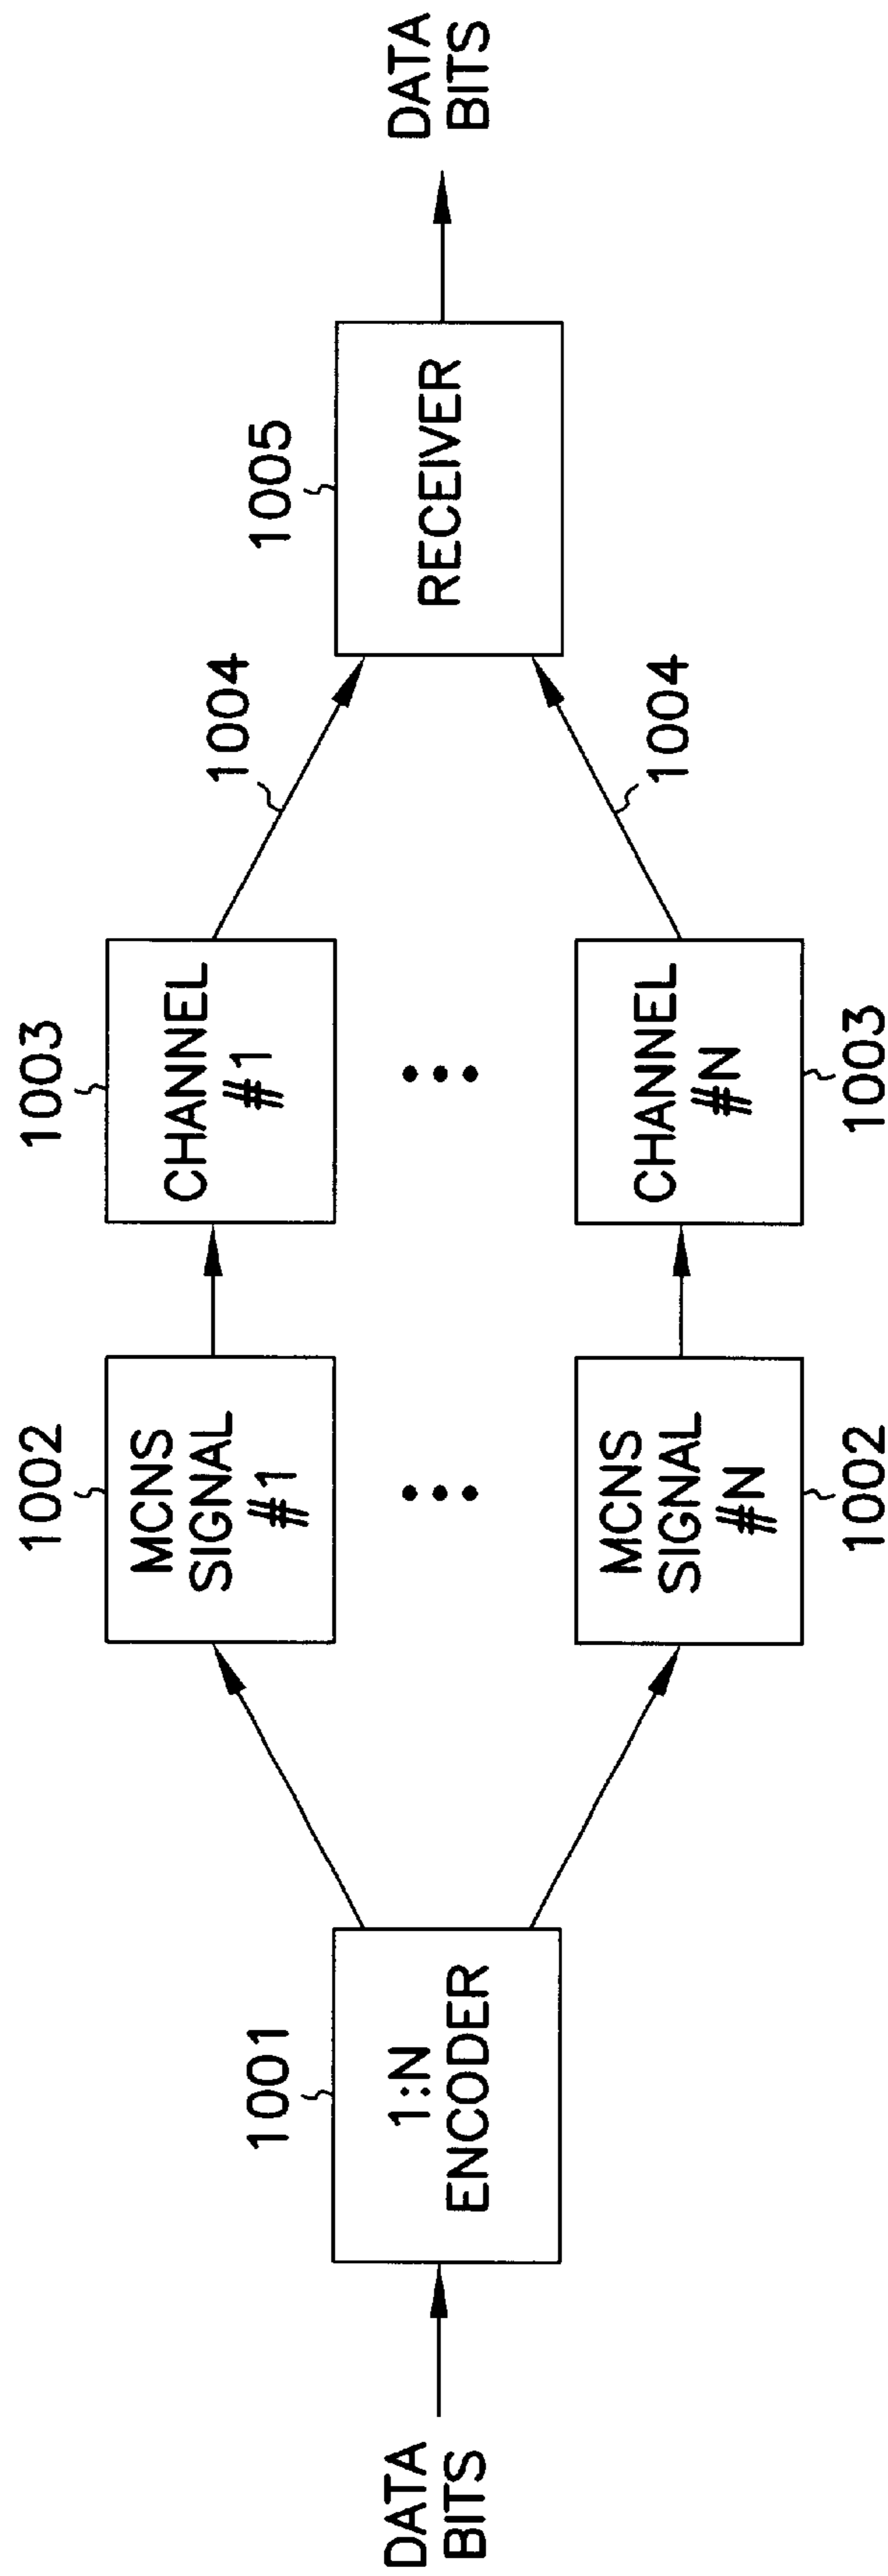 DATA
BITS
1001
1:N
ENCODER
1002
MCNS
SIGNAL
#1
MCNS
SIGNAL
#N
1002
1003
CHANNEL
#1
CHANNEL
#N
1003
1004
1004
1005
RECEIVER
DATA
BITS